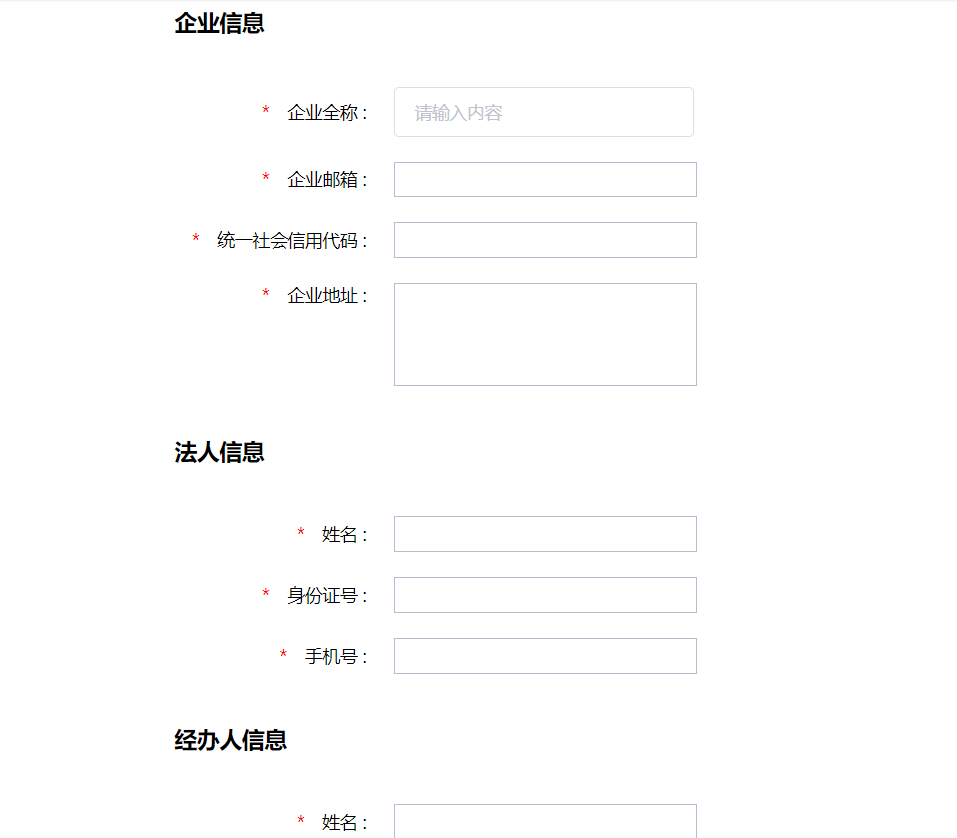 企业信息
* 企业全称： 请输入内容
* 企业邮箱：
* 统一社会信用代码：
* 企业地址：
法人信息
* 姓名：
* 身份证号：
* 手机号：
经办人信息
* 姓名：